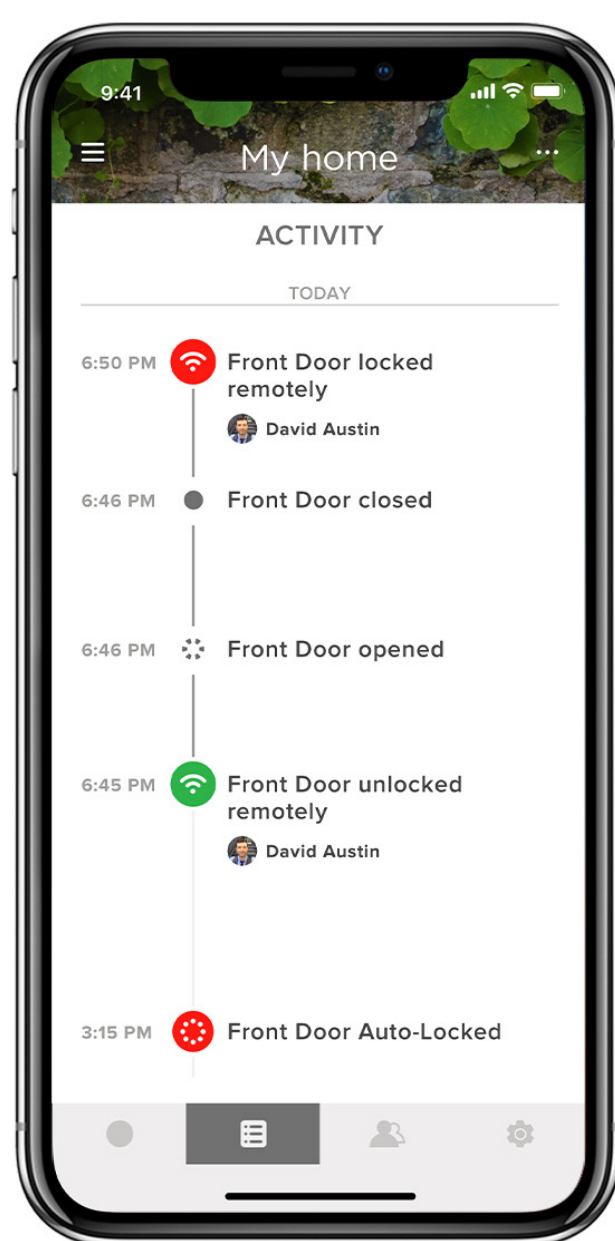 9:41
My home
ACTIVITY
TODAY
6:50 PM Front Door locked
remotely
David Austin
6:46 PM Front Door closed
6:46 PM Front Door opened
6:45 PM Front Door unlocked
remotely
David Austin
3:15 PM Front Door Auto-Locked